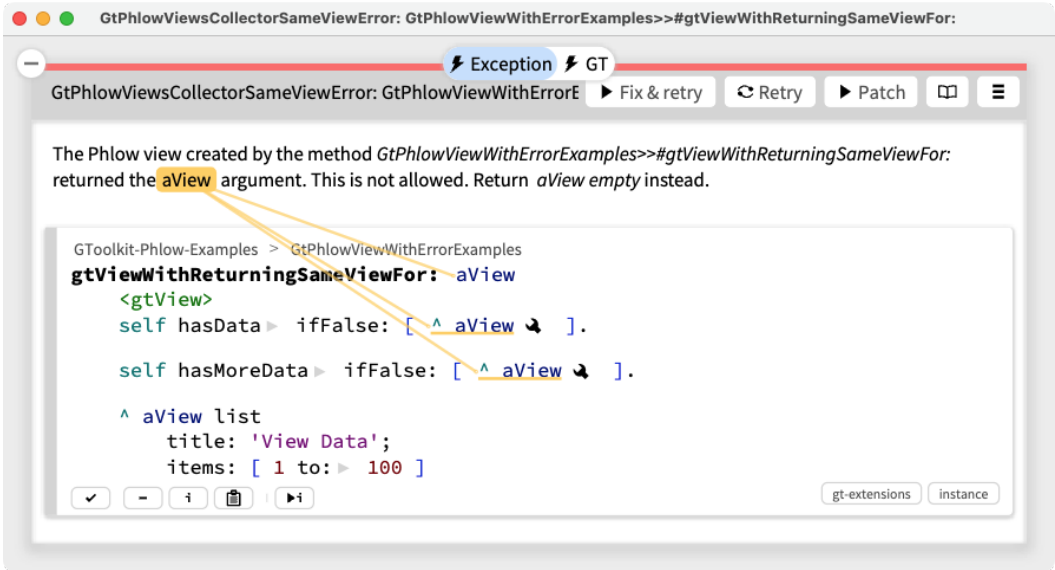 GtPhlowViewsCollectorSameViewError: GtPhlowViewWithErrorExamples>>#gtViewWithReturningSameViewFor:
Exception GT
GtPhlowViewsCollectorSameViewError: GtPhlowViewWithErrorE Fix & retry Retry Patch
The Phlow view created by the method GtPhlowViewWithErrorExamples>>#gtViewWithReturningSameViewFor:
returned the aView argument. This is not allowed. Return aView empty instead.
GToolkit-Phlow-Examples > GtPhlowViewWithErrorExamples
gtViewWithReturningSameViewFor: aView
<gtView>
self hasData ifFalse: [ ^ aView ].
self hasMoreData ifFalse: [ ^ aView ].
^ aView list
title: 'View Data';
items: [ 1 to: 100 ]
i i gt-extensions instance